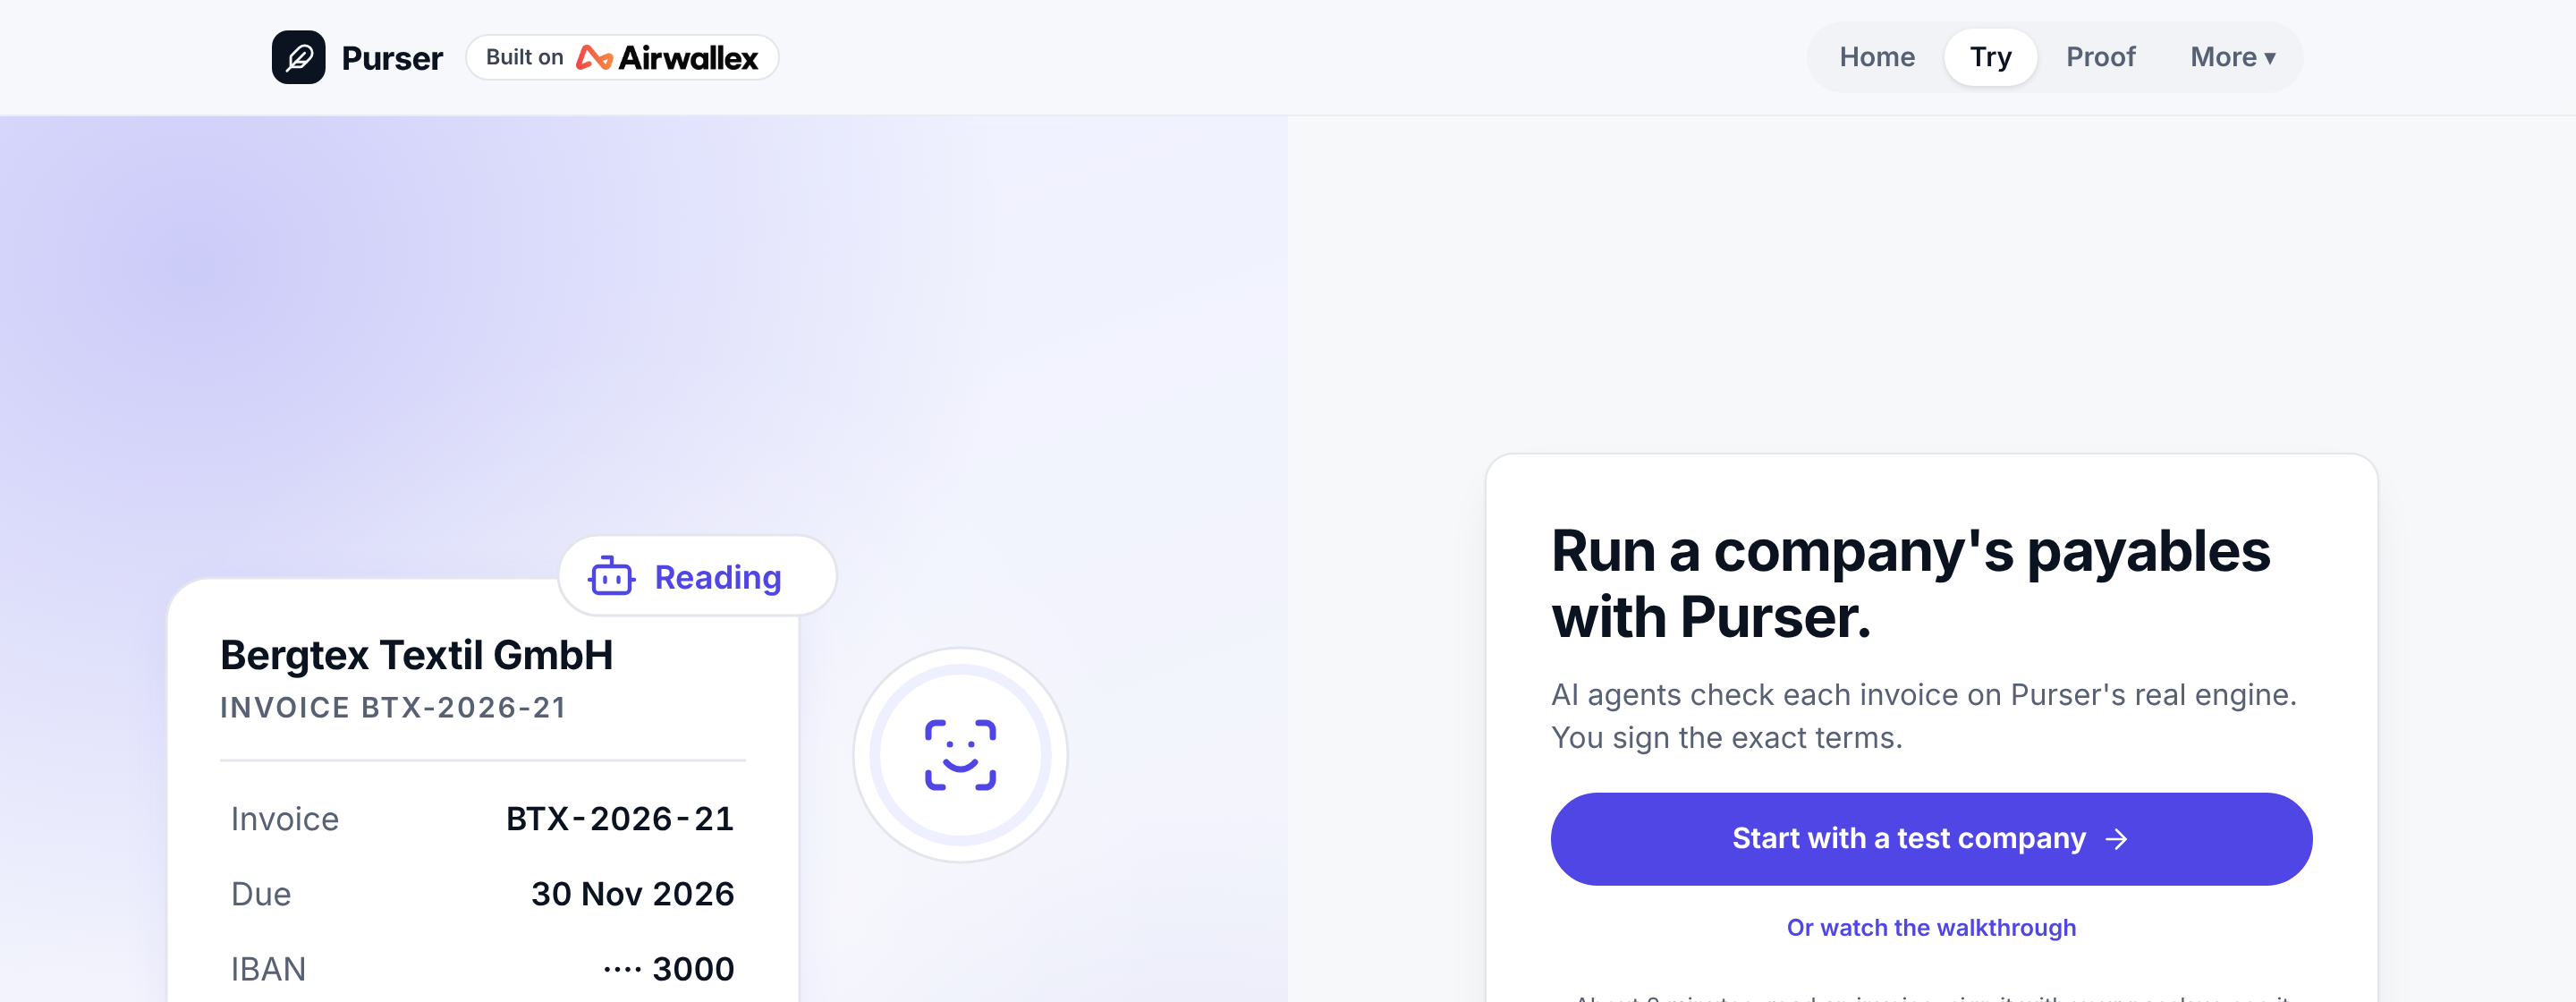 Purser
Built on Airwallex
Home
Try
Proof
More ▾
Reading
Bergtex Textil GmbH
INVOICE BTX-2026-21
Invoice BTX-2026-21
Due 30 Nov 2026
IBAN ···· 3000
Run a company's payables
with Purser.
AI agents check each invoice on Purser's real engine.
You sign the exact terms.
Start with a test company →
Or watch the walkthrough